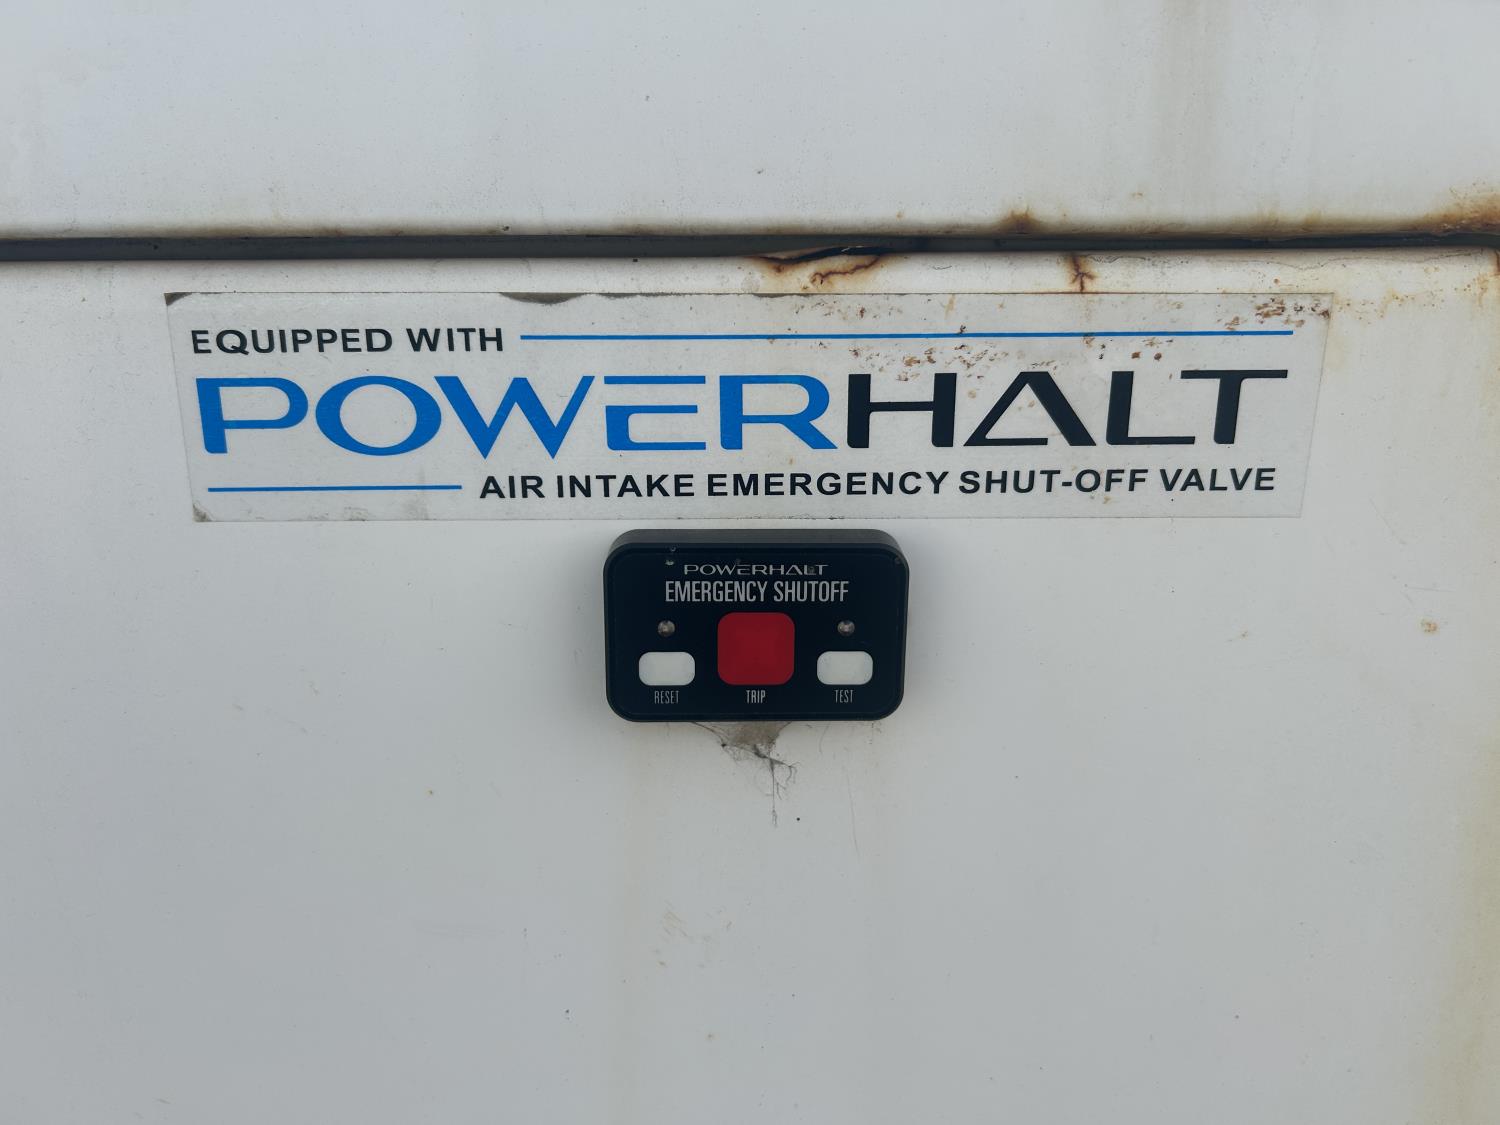 EQUIPPED WITH
POWERHALT
AIR INTAKE EMERGENCY SHUT-OFF VALVE
POWERHALT
EMERGENCY SHUTOFF
RESET TRIP TEST